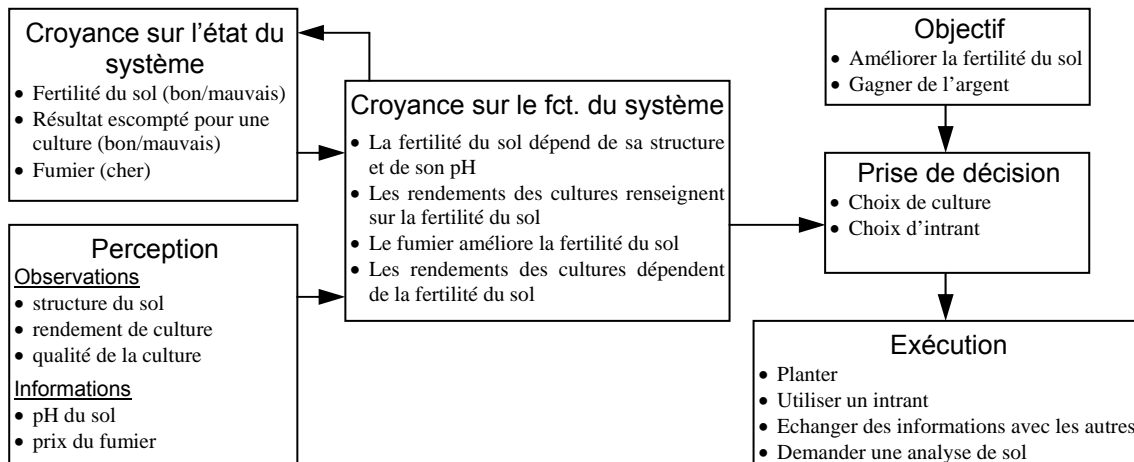 Croyance sur l’état du
système
• Fertilité du sol (bon/mauvais)
• Résultat escompté pour une
culture (bon/mauvais)
• Fumier (cher)
Perception
Observations
• structure du sol
• rendement de culture
• qualité de la culture
Informations
• pH du sol
• prix du fumier
Croyance sur le fct. du système
• La fertilité du sol dépend de sa structure
et de son pH
• Les rendements des cultures renseignent
sur la fertilité du sol
• Le fumier améliore la fertilité du sol
• Les rendements des cultures dépendent
de la fertilité du sol
Objectif
• Améliorer la fertilité du sol
• Gagner de l’argent
Prise de décision
• Choix de culture
• Choix d’intrant
Exécution
• Planter
• Utiliser un intrant
• Echanger des informations avec les autres
• Demander une analyse de sol